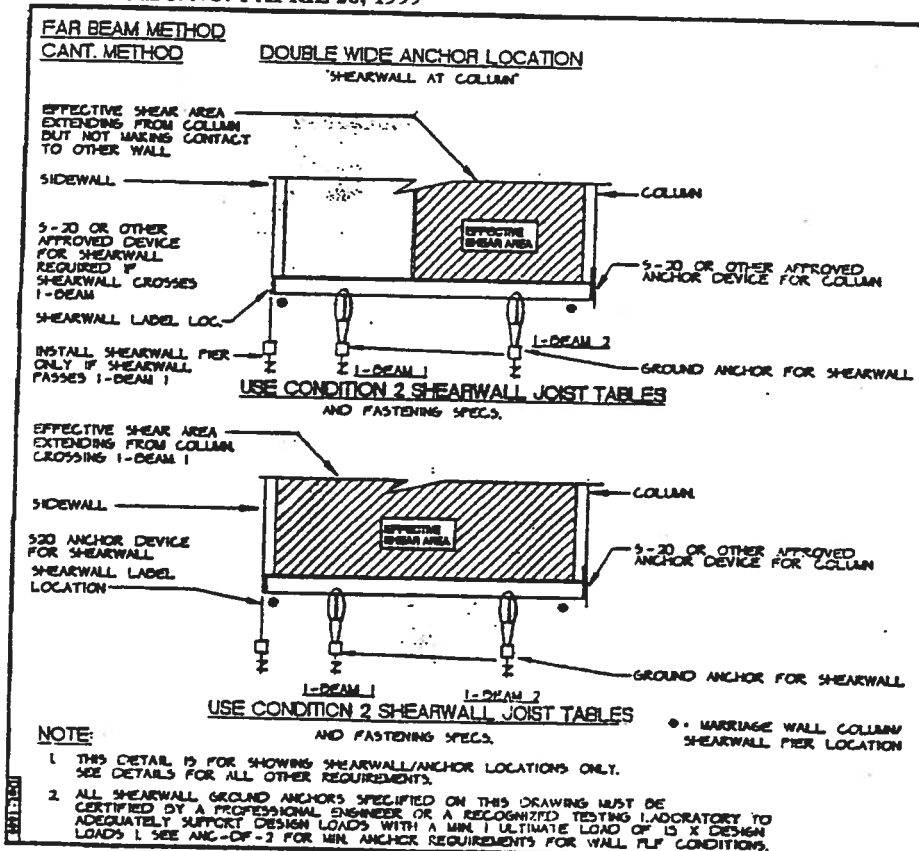 FAR BEAM METHOD
CANT. METHOD
DOUBLE WIDE ANCHOR LOCATION
"SHEARWALL AT COLUMN"
EFFECTIVE SHEAR AREA
EXTENDING FROM COLUMN
BUT NOT MAKING CONTACT
TO OTHER WALL
SIDEWALL
COLUMN
EFFECTIVE
SHEAR AREA
S-20 OR OTHER
APPROVED DEVICE
FOR SHEARWALL
REQUIRED IF
SHEARWALL CROSSES
I-BEAM
S-20 OR OTHER APPROVED
ANCHOR DEVICE FOR COLUMN
SHEARWALL LABEL LOC.
INSTALL SHEARWALL PIER
ONLY IF SHEARWALL
PASSES I-BEAM 1
I-BEAM 1
I-BEAM 2
GROUND ANCHOR FOR SHEARWALL
USE CONDITION 2 SHEARWALL JOIST TABLES
AND FASTENING SPECS.
EFFECTIVE SHEAR AREA
EXTENDING FROM COLUMN
CROSSING I-BEAM 1
SIDEWALL
COLUMN
EFFECTIVE
SHEAR AREA
S20 ANCHOR DEVICE
FOR SHEARWALL
SHEARWALL LABEL
LOCATION
S-20 OR OTHER APPROVED
ANCHOR DEVICE FOR COLUMN
GROUND ANCHOR FOR SHEARWALL
I-BEAM 1
I-BEAM 2
USE CONDITION 2 SHEARWALL JOIST TABLES
AND FASTENING SPECS.
● • MARRIAGE WALL COLUMN/
SHEARWALL PIER LOCATION
NOTE:
1. THIS DETAIL IS FOR SHOWING SHEARWALL/ANCHOR LOCATIONS ONLY.
SEE DETAILS FOR ALL OTHER REQUIREMENTS.
2. ALL SHEARWALL GROUND ANCHORS SPECIFIED ON THIS DRAWING MUST BE
CERTIFIED BY A PROFESSIONAL ENGINEER OR A RECOGNIZED TESTING LABORATORY TO
ADEQUATELY SUPPORT DESIGN LOADS WITH A MIN. ULTIMATE LOAD OF 1.5 X DESIGN
LOADS SEE ANC-DF-2 FOR MIN. ANCHOR REQUIREMENTS FOR WALL PLF CONDITIONS.